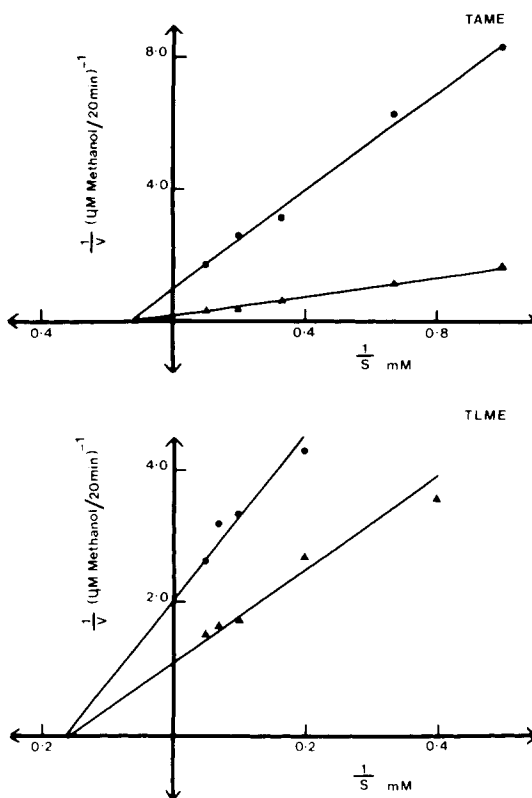 TAME
8·0
4·0
1/V (μM Methanol/20min)⁻¹
0·4
0·4
0·8
1/S mM
TLME
4·0
2·0
1/V (μM Methanol/20min)⁻¹
0·2
0·2
0·4
1/S mM